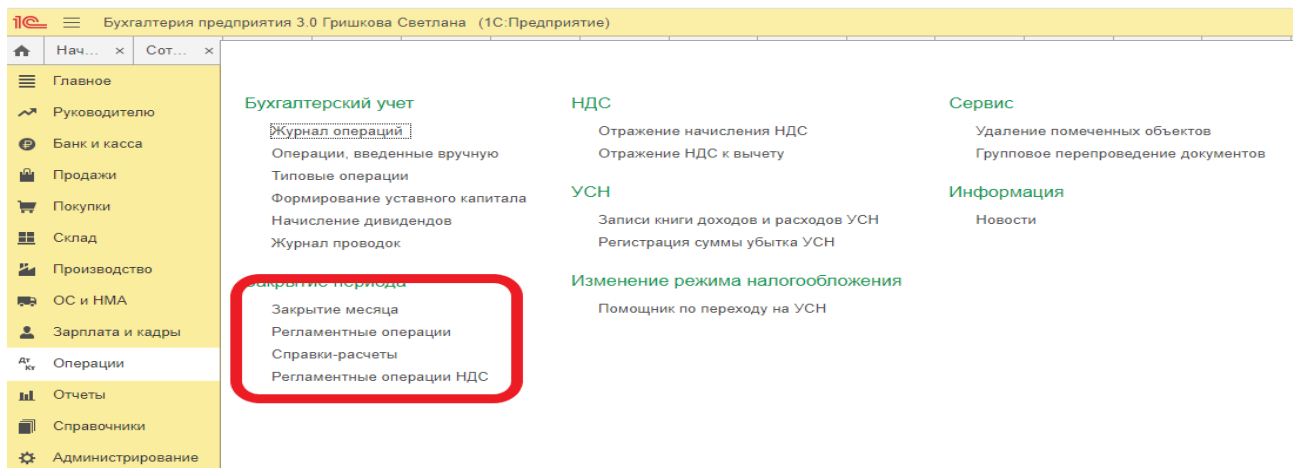 1С Бухгалтерия предприятия 3.0 Гришкова Светлана (1С:Предприятие)
Нач... × Сот... ×
Главное
Руководителю
Банк и касса
Продажи
Покупки
Склад
Производство
ОС и НМА
Зарплата и кадры
Дт Кт Операции
Отчеты
Справочники
Администрирование
Бухгалтерский учет
Журнал операций
Операции, введенные вручную
Типовые операции
Формирование уставного капитала
Начисление дивидендов
Журнал проводок
Закрытие периода
Закрытие месяца
Регламентные операции
Справки-расчеты
Регламентные операции НДС
НДС
Отражение начисления НДС
Отражение НДС к вычету
УСН
Записи книги доходов и расходов УСН
Регистрация суммы убытка УСН
Изменение режима налогообложения
Помощник по переходу на УСН
Сервис
Удаление помеченных объектов
Групповое перепроведение документов
Информация
Новости